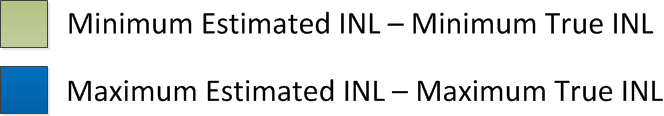 Minimum Estimated INL – Minimum True INL
Maximum Estimated INL – Maximum True INL